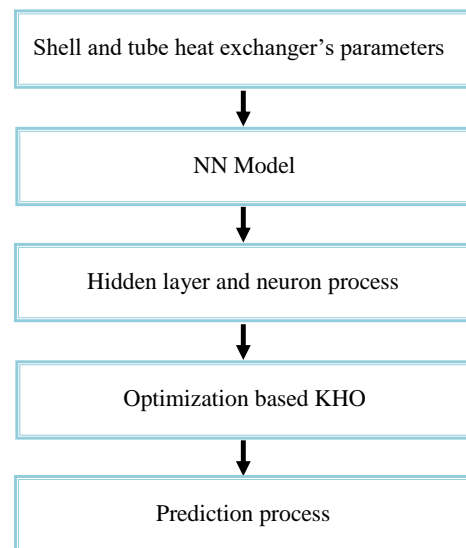 Shell and tube heat exchanger’s parameters
NN Model
Hidden layer and neuron process
Optimization based KHO
Prediction process